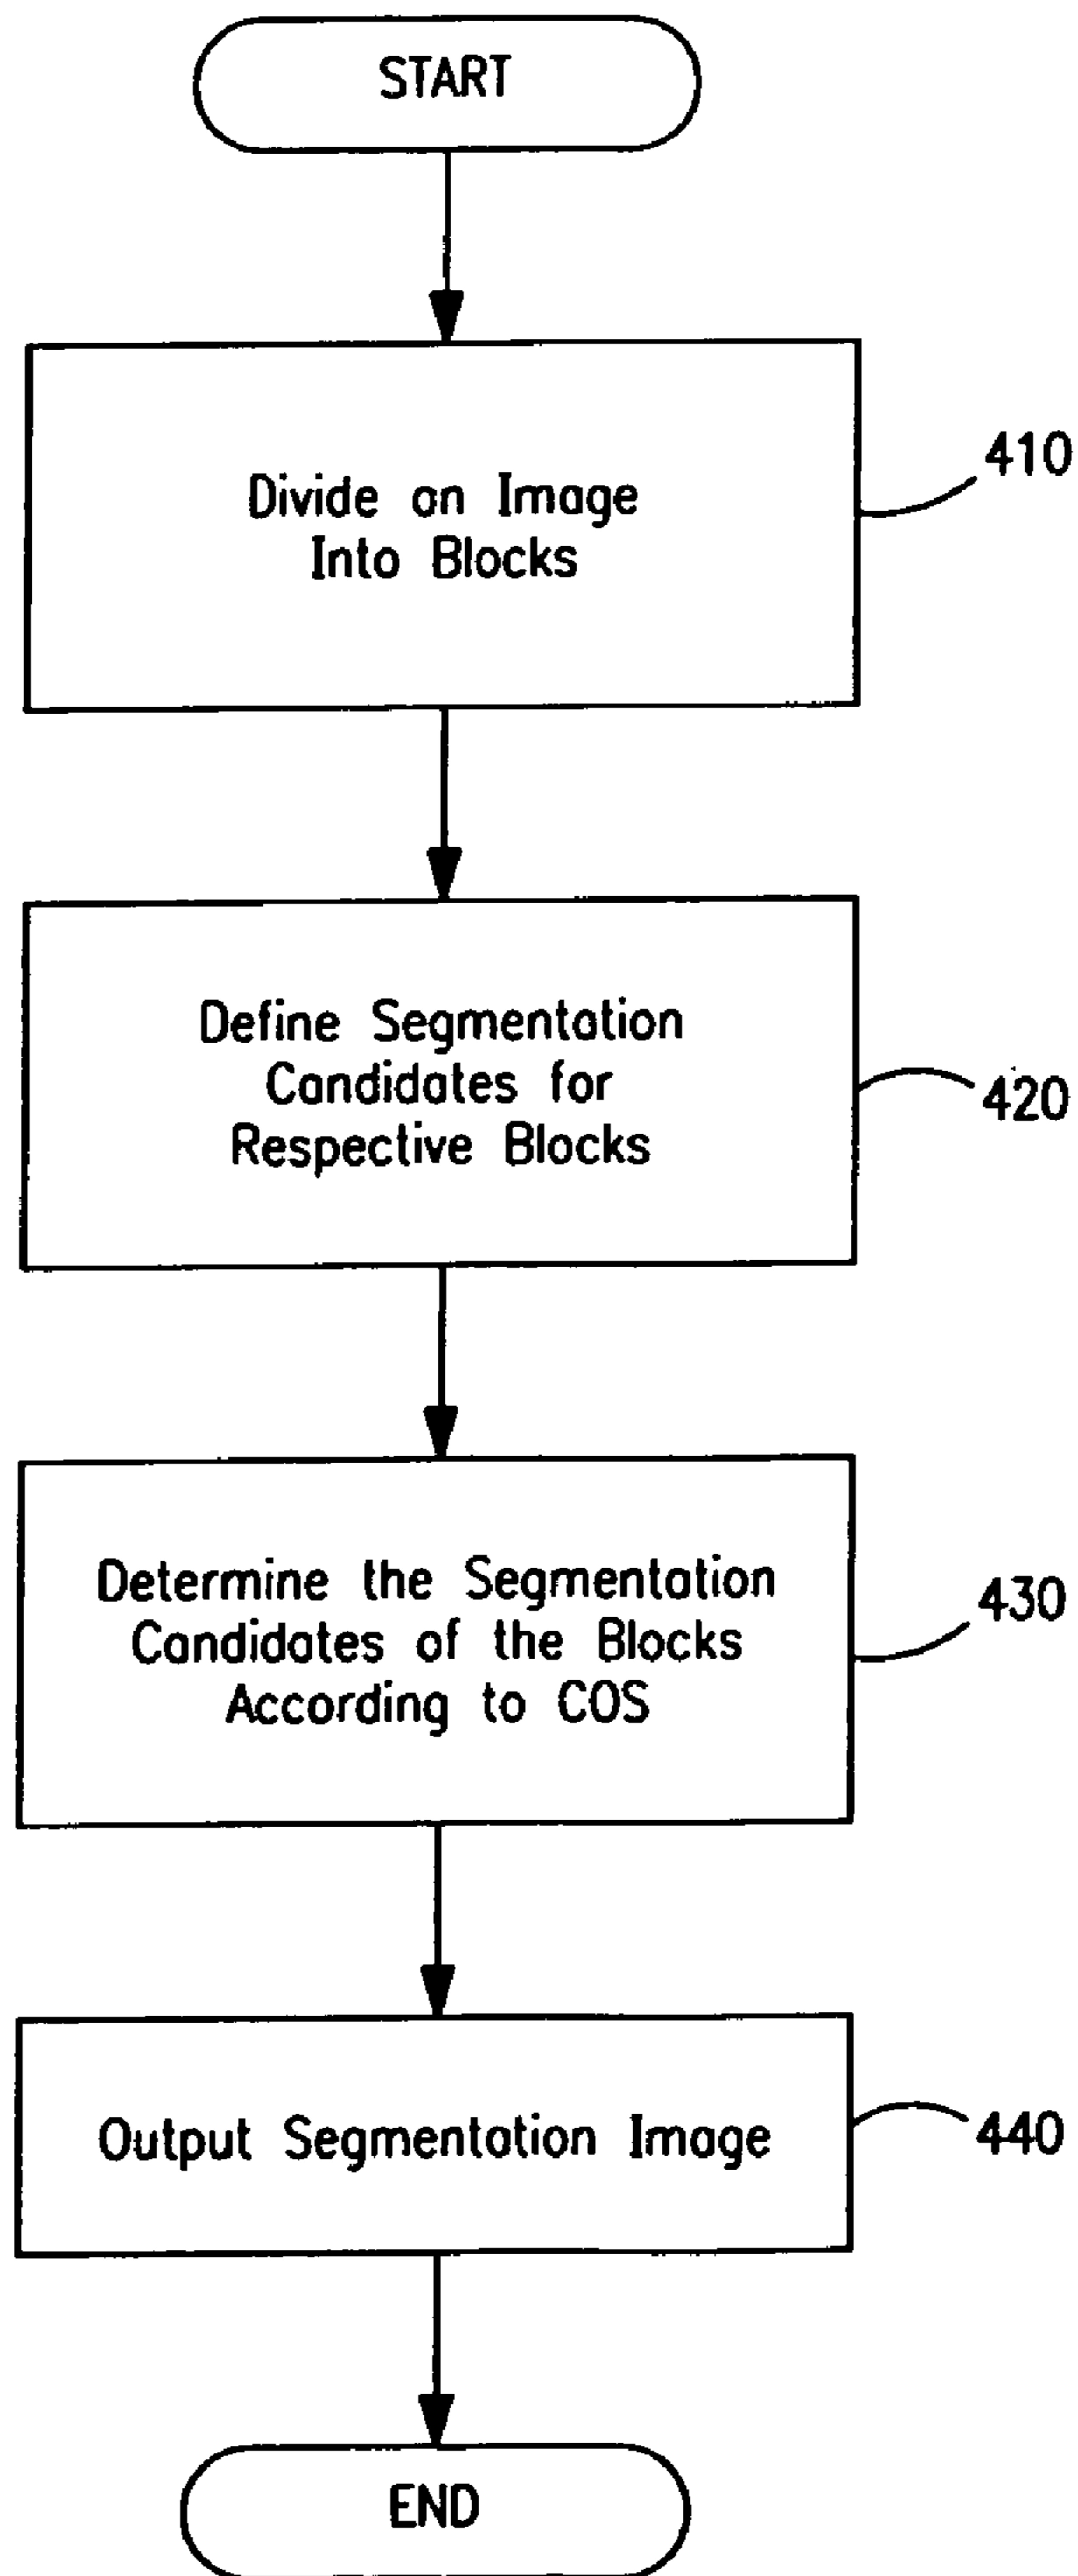 START
Divide an Image
Into Blocks
410
Define Segmentation
Candidates for
Respective Blocks
420
Determine the Segmentation
Candidates of the Blocks
According to COS
430
Output Segmentation Image
440
END